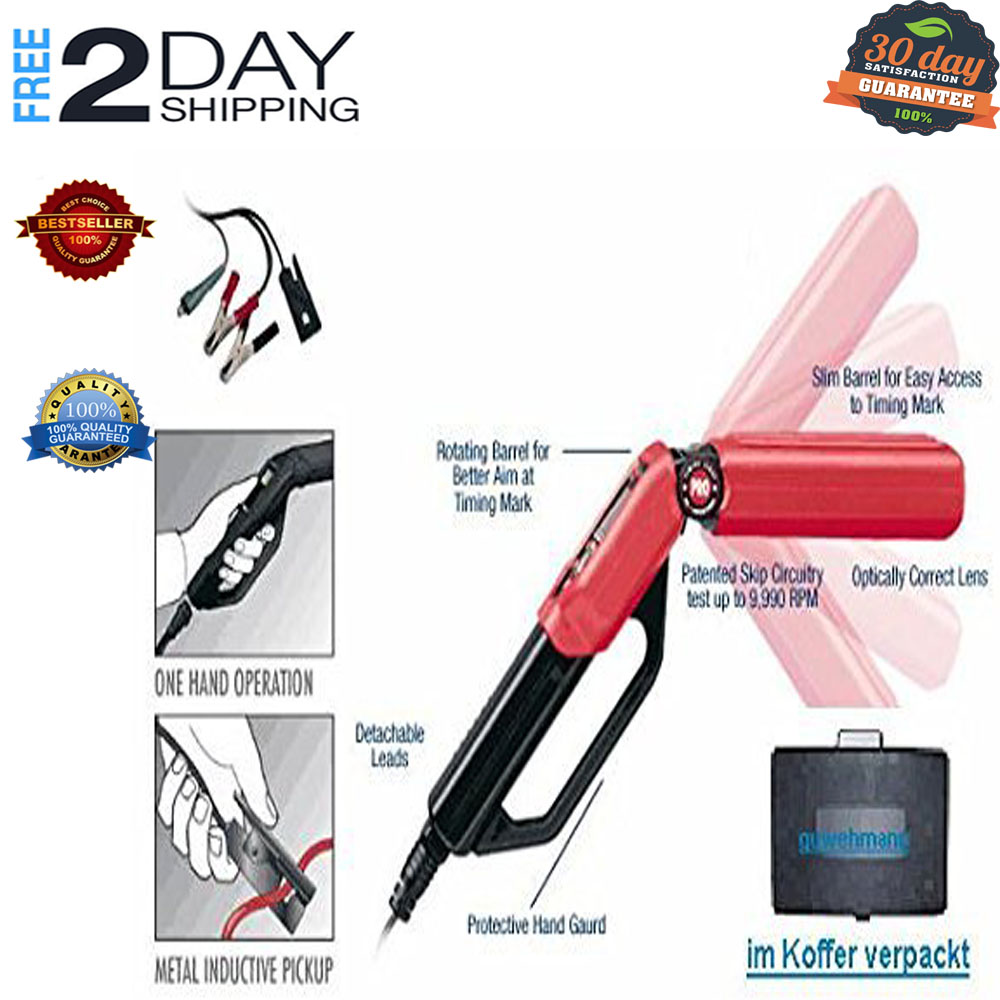 FREE
2 DAY
SHIPPING
30 day
SATISFACTION
GUARANTEE
100%
BEST CHOICE
BESTSELLER
100%
QUALITY GUARANTEE
QUALITY
100%
100% QUALITY
GUARANTEED
Slim Barrel for Easy Access
to Timing Mark
Rotating Barrel for
Better Aim at
Timing Mark
PRO
Patented Skip Circuitry
test up to 9,990 RPM
Optically Correct Lens
ONE HAND OPERATION
Detachable
Leads
Protective Hand Gaurd
METAL INDUCTIVE PICKUP
im Koffer verpackt